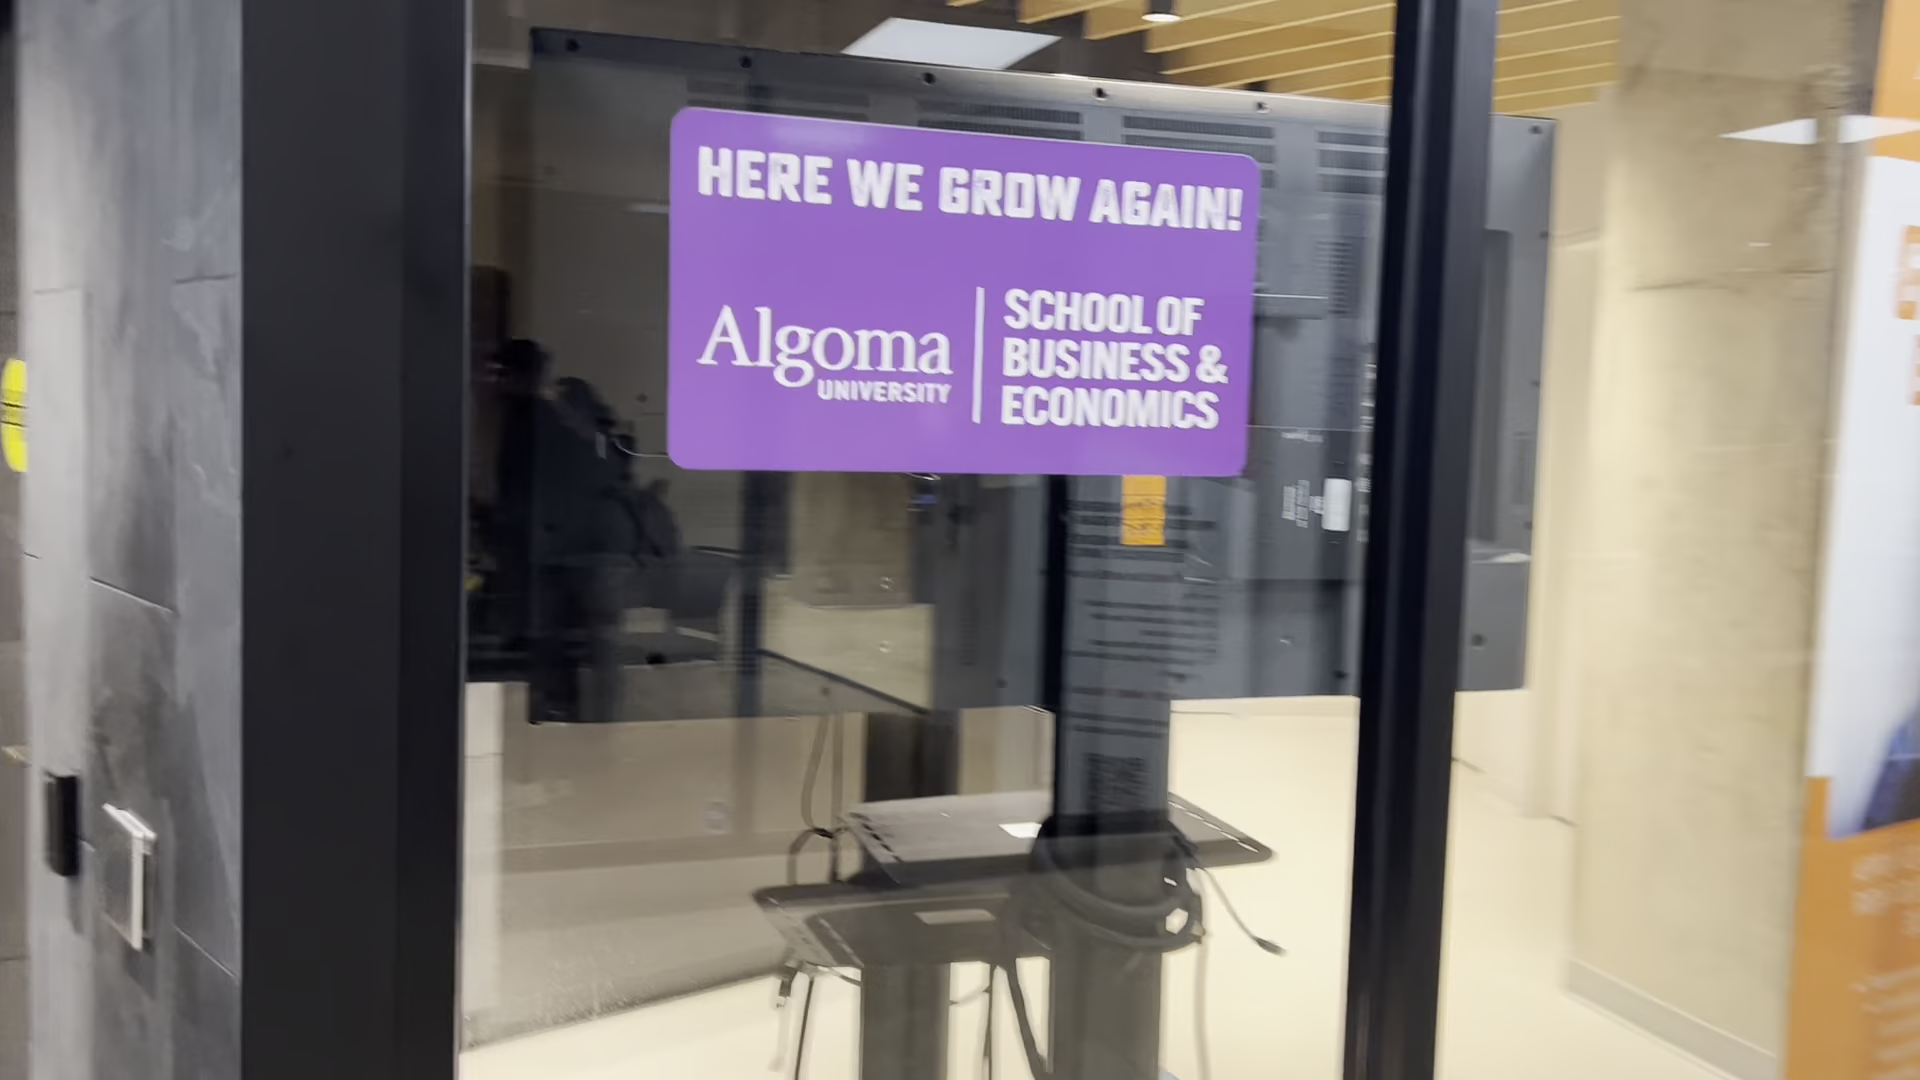 HERE WE GROW AGAIN!
Algoma
UNIVERSITY
SCHOOL OF
BUSINESS &
ECONOMICS